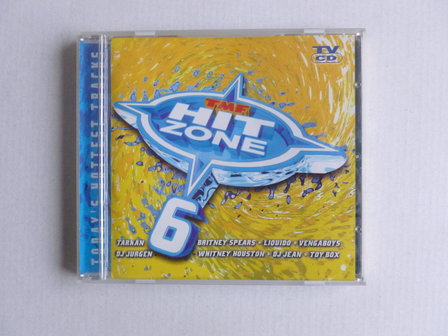 TODAY'S HOTTEST TRACKS
TV
CD
TMF
HIT
ZONE
6
TARKAN
DJ JURGEN
BRITNEY SPEARS • LIQUIDO • VENGABOYS
WHITNEY HOUSTON • DJ JEAN • TOY BOX